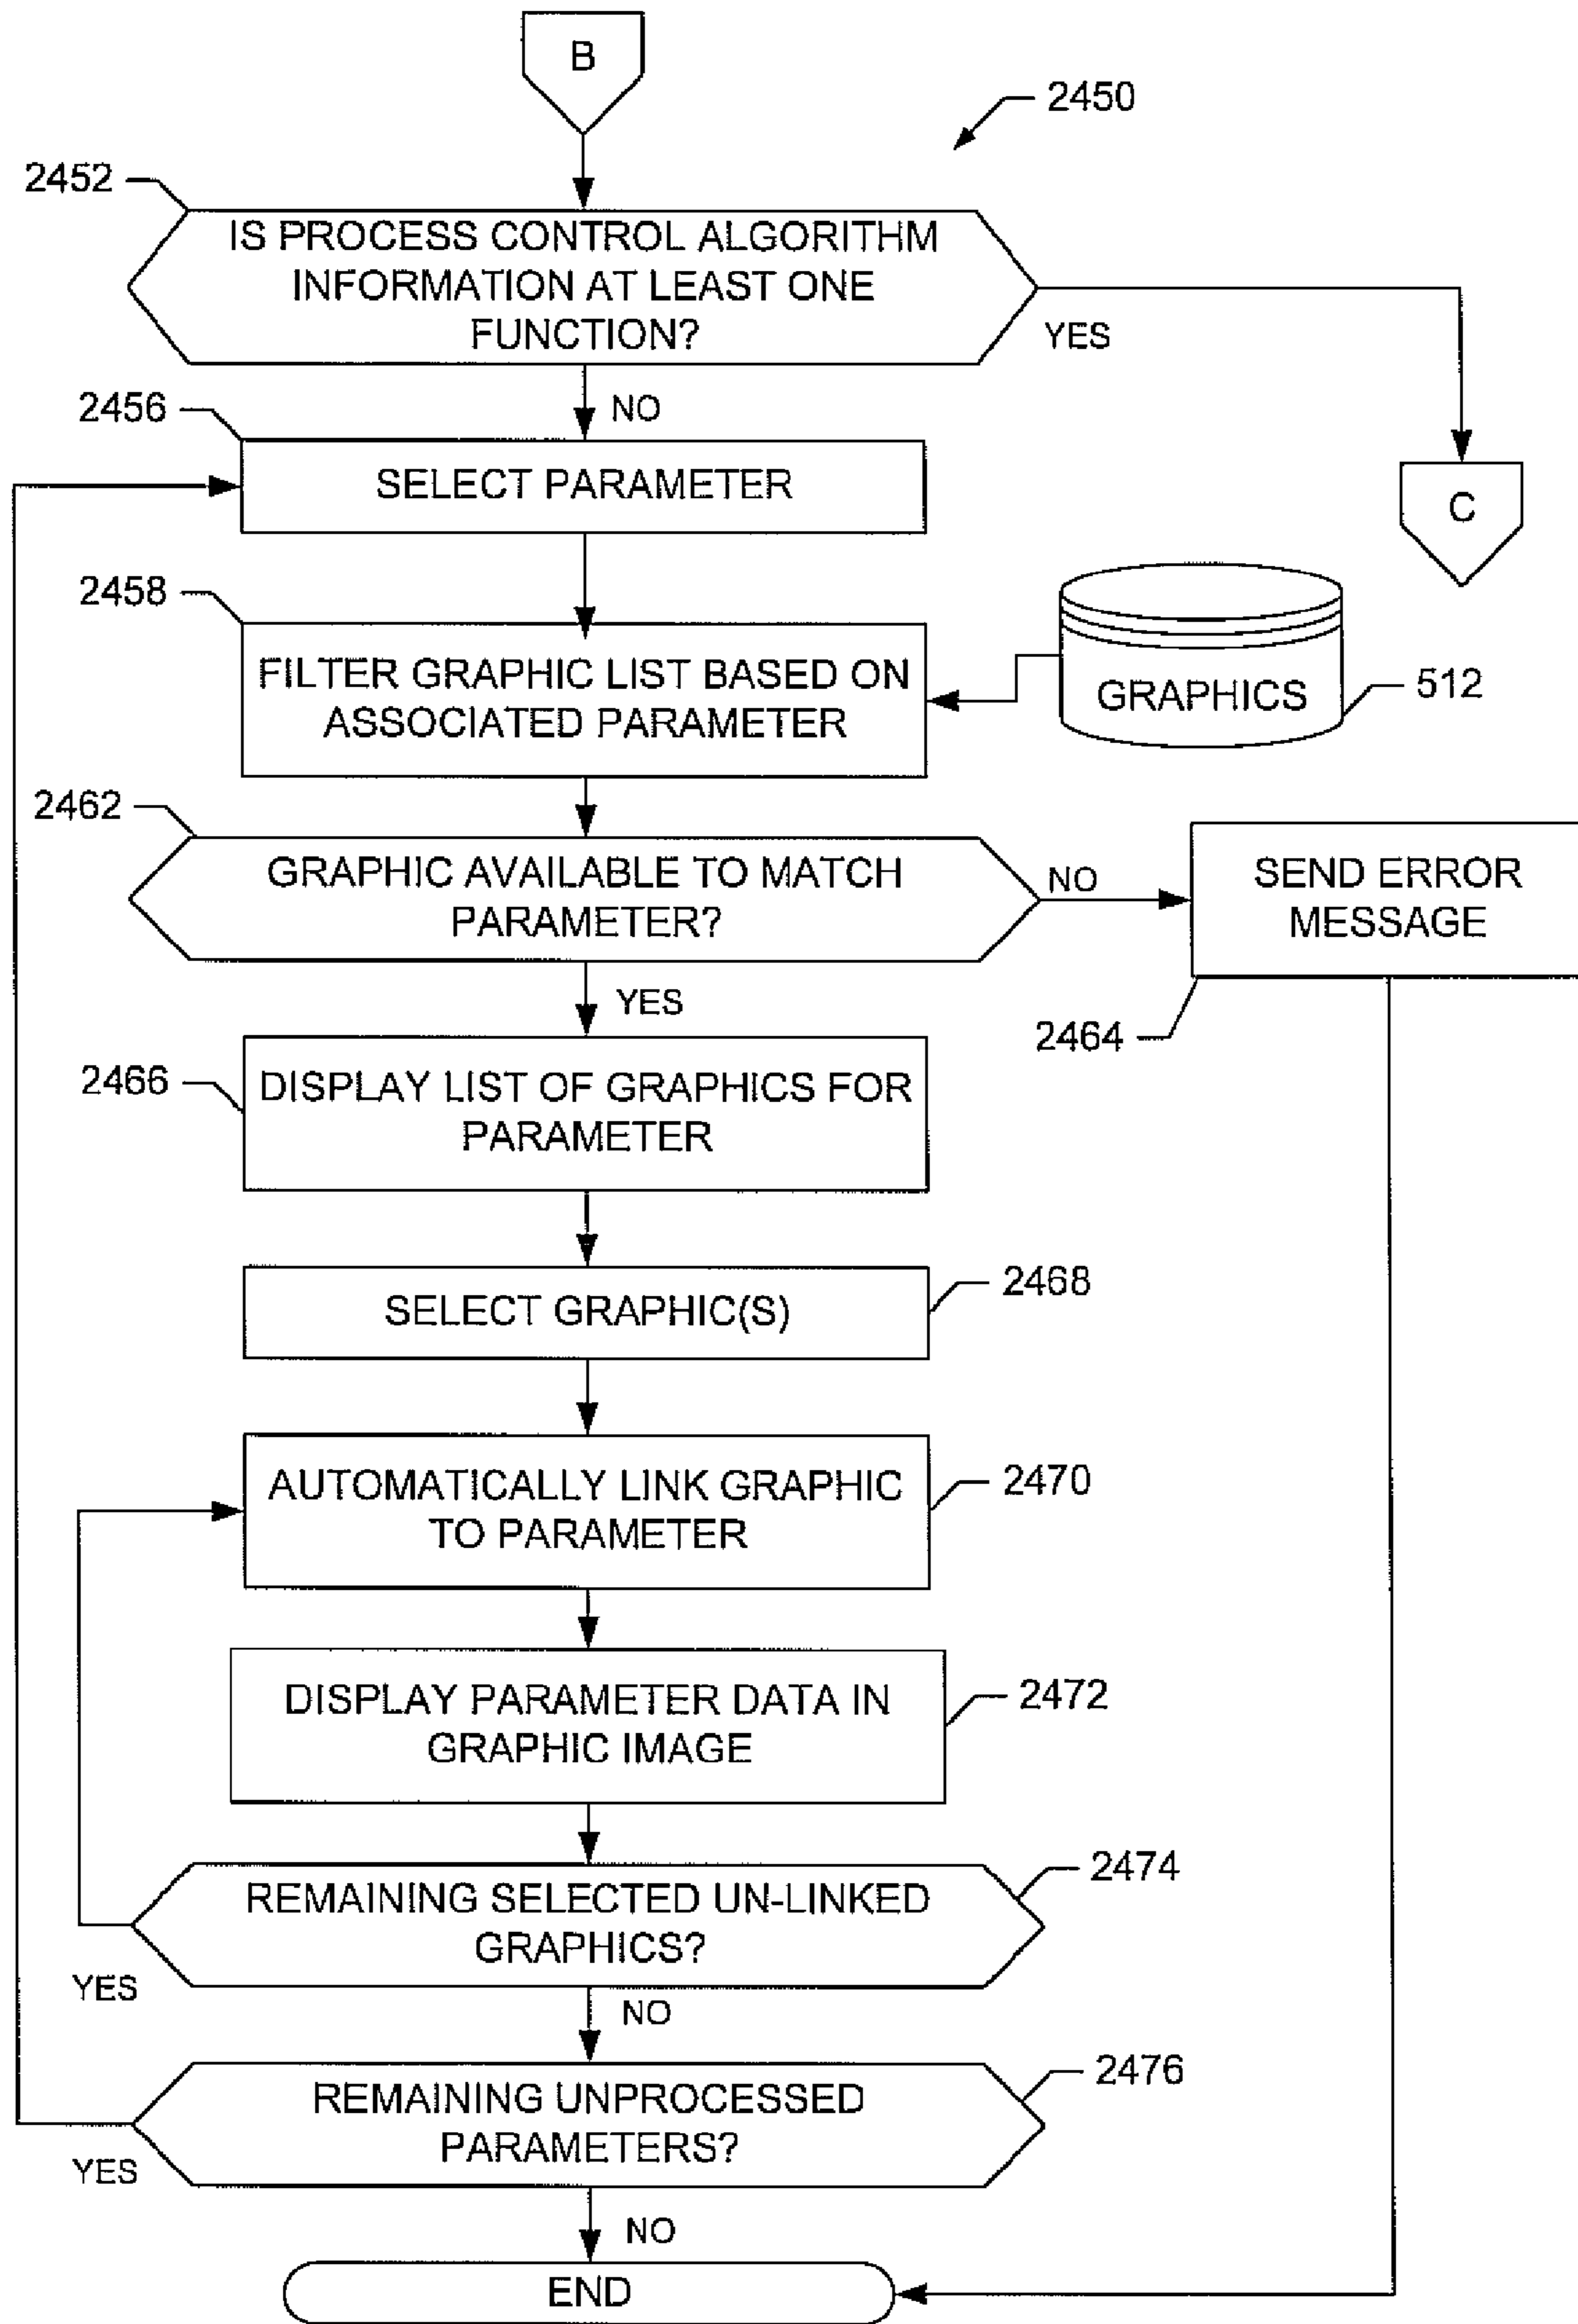 B
2450
2452
IS PROCESS CONTROL ALGORITHM
INFORMATION AT LEAST ONE
FUNCTION?
YES
NO
2456
SELECT PARAMETER
C
2458
FILTER GRAPHIC LIST BASED ON
ASSOCIATED PARAMETER
GRAPHICS
512
2462
GRAPHIC AVAILABLE TO MATCH
PARAMETER?
NO
SEND ERROR
MESSAGE
2464
YES
2466
DISPLAY LIST OF GRAPHICS FOR
PARAMETER
SELECT GRAPHIC(S)
2468
AUTOMATICALLY LINK GRAPHIC
TO PARAMETER
2470
DISPLAY PARAMETER DATA IN
GRAPHIC IMAGE
2472
REMAINING SELECTED UN-LINKED
GRAPHICS?
2474
YES
NO
REMAINING UNPROCESSED
PARAMETERS?
2476
YES
NO
END